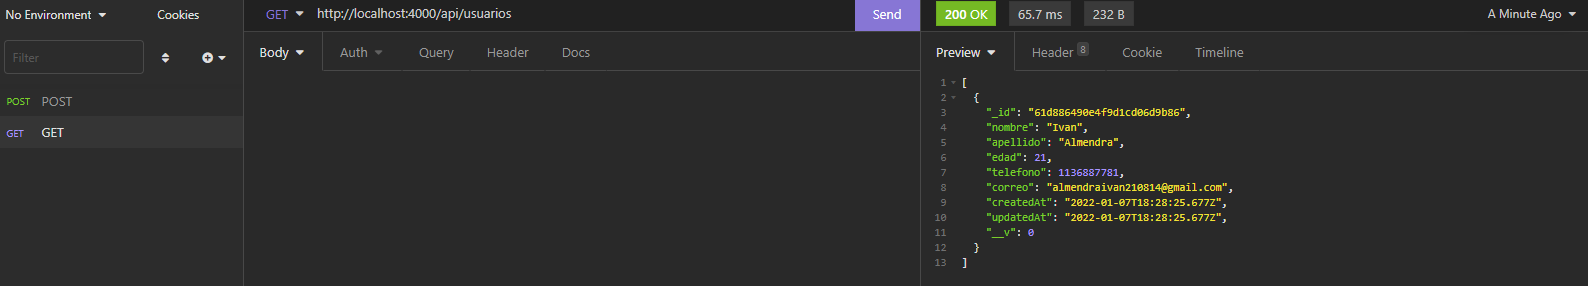 No Environment Cookies
GET http://localhost:4000/api/usuarios Send
200 OK 65.7 ms 232 B A Minute Ago
Filter
POST POST
GET GET
Body Auth Query Header Docs
Preview Header 8 Cookie Timeline
1 [
2 {
3 "_id": "61d886490e4f9d1cd06d9b86",
4 "nombre": "Ivan",
5 "apellido": "Almendra",
6 "edad": 21,
7 "telefono": 1136887781,
8 "correo": "almendraivan210814@gmail.com",
9 "createdAt": "2022-01-07T18:28:25.677Z",
10 "updatedAt": "2022-01-07T18:28:25.677Z",
11 "__v": 0
12 }
13 ]